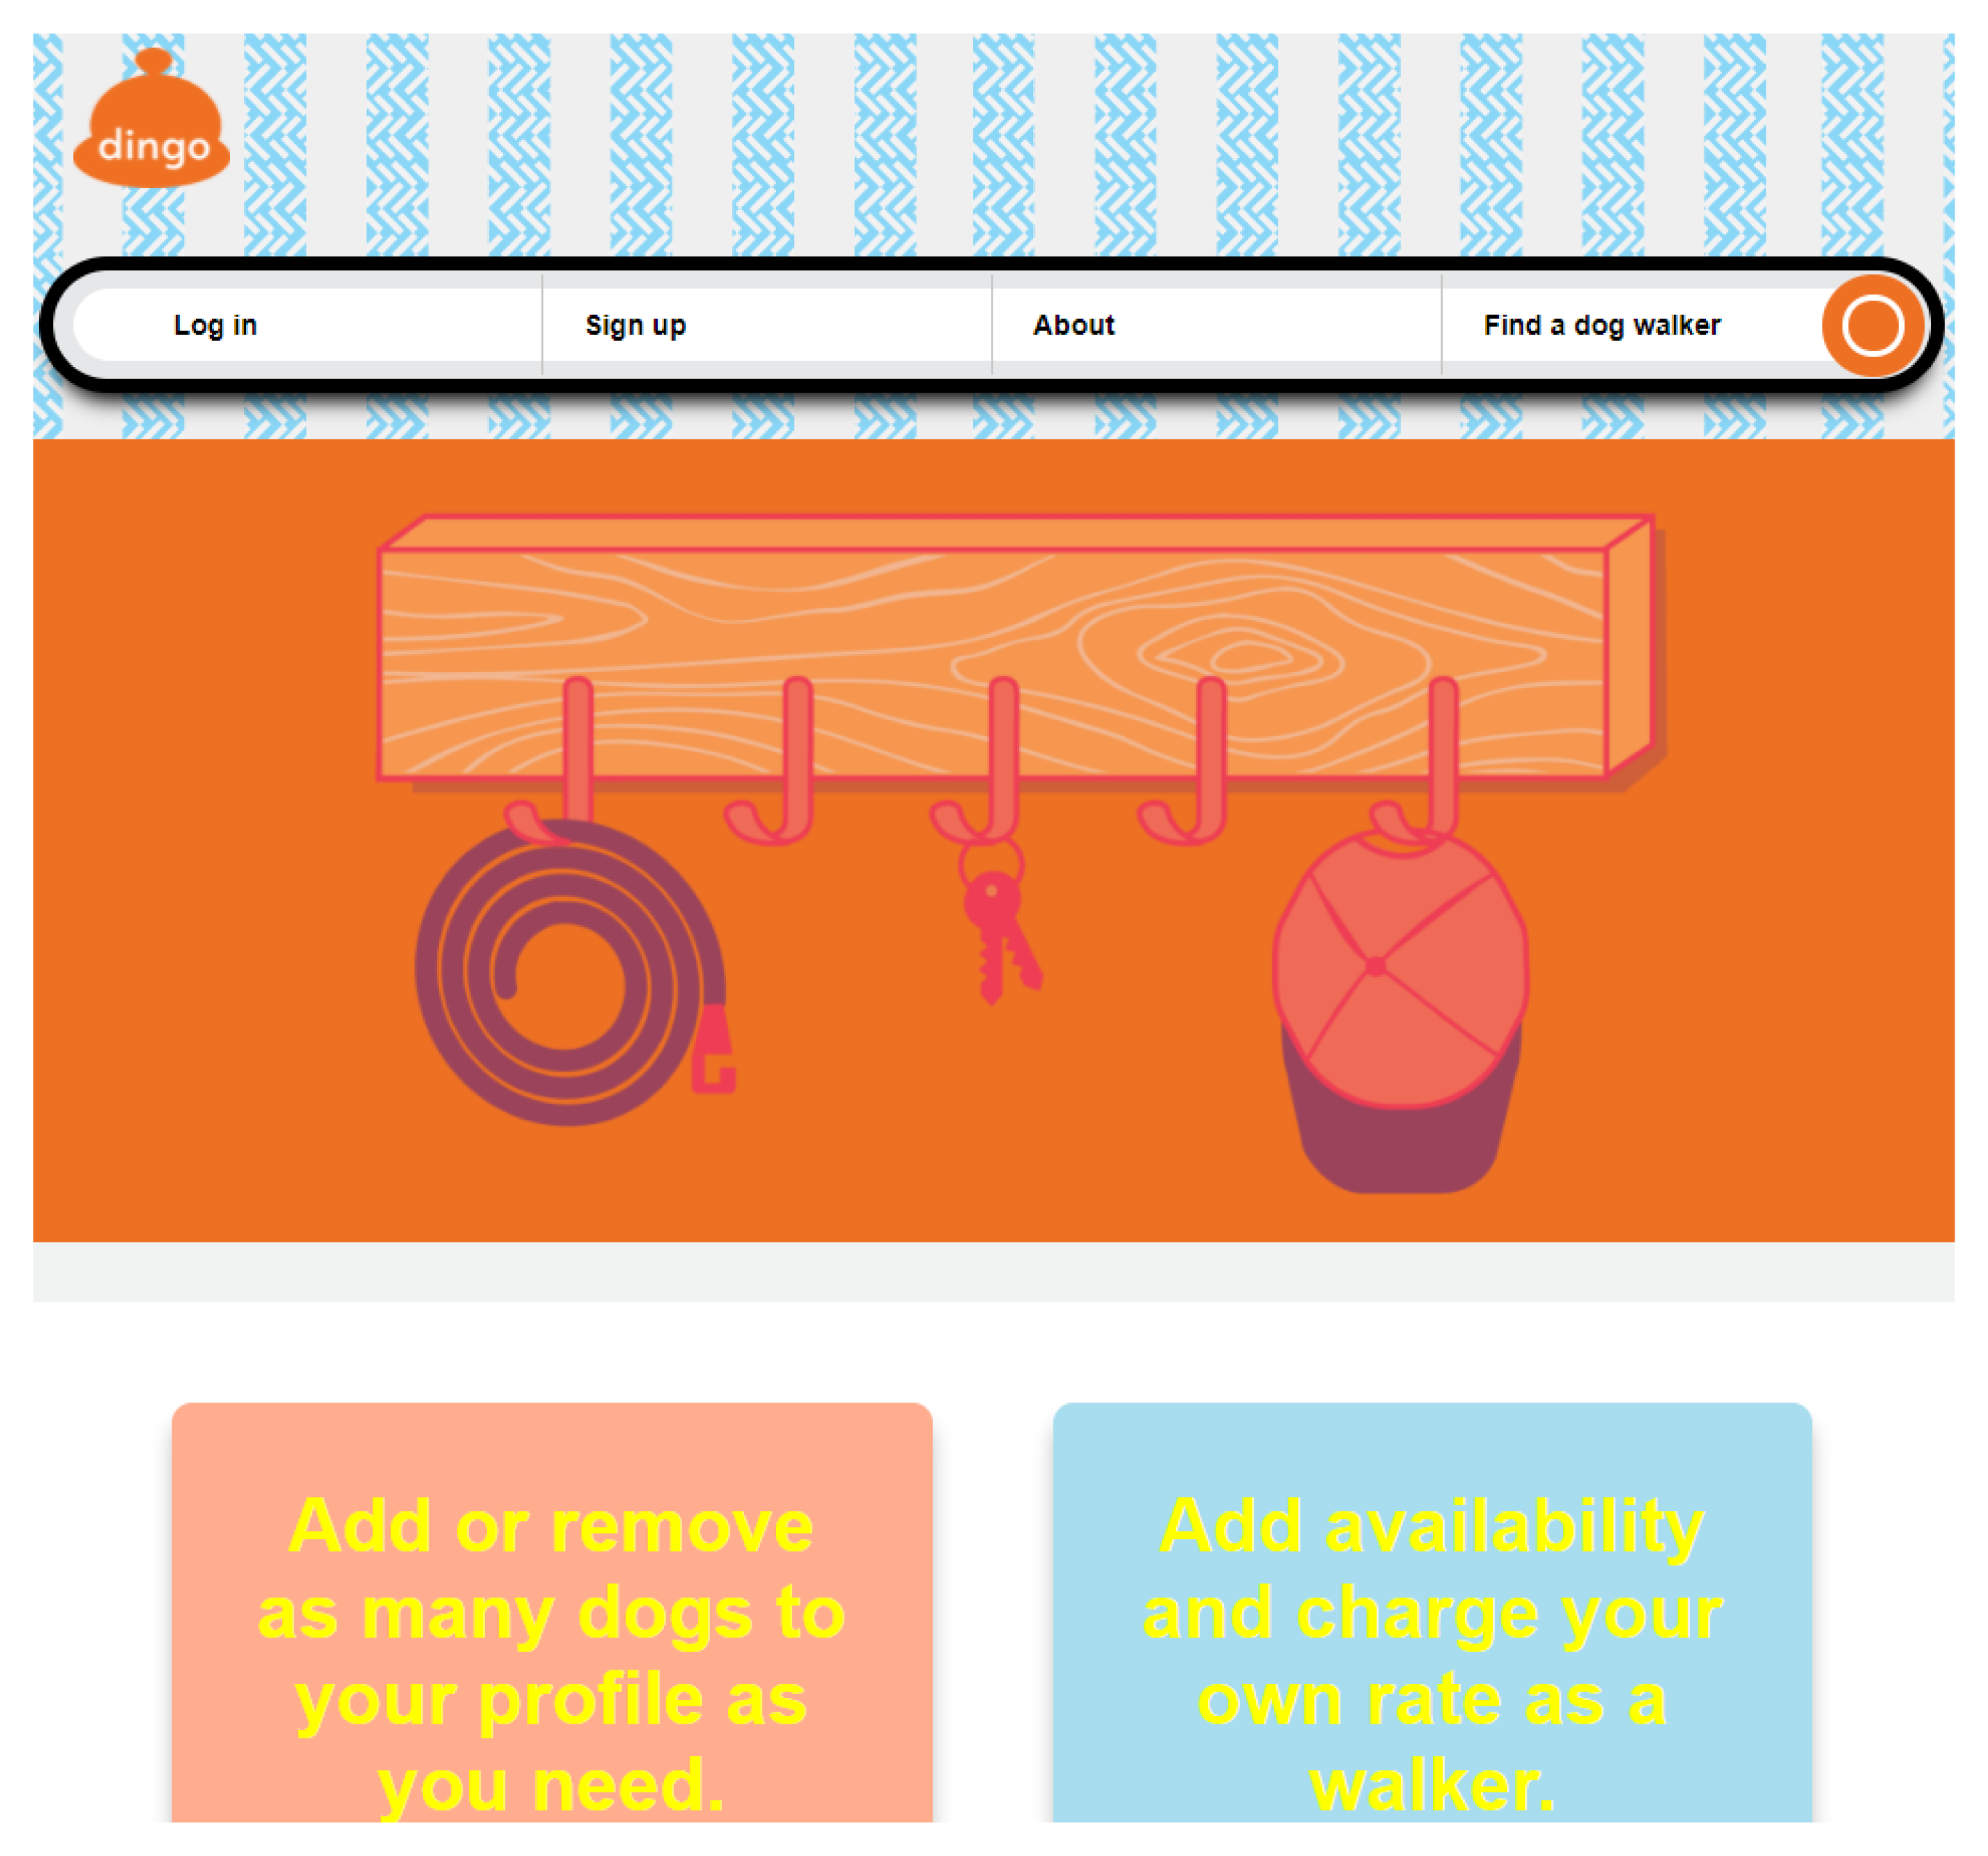 dingo
Log in
Sign up
About
Find a dog walker
Add or remove
as many dogs to
your profile as
you need.
Add availability
and charge your
own rate as a
walker.